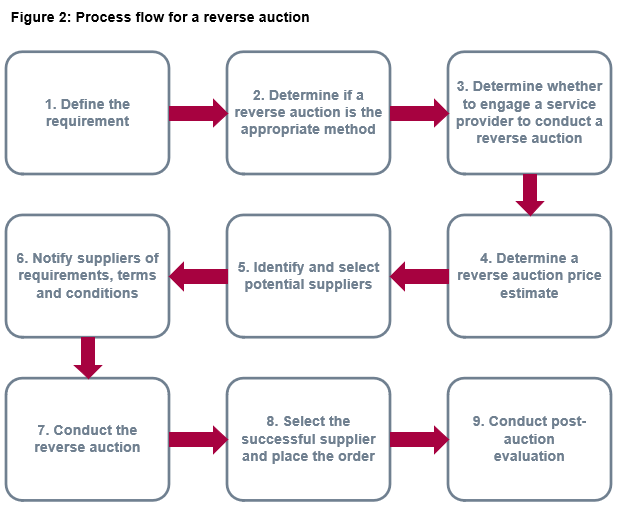 Figure 2: Process flow for a reverse auction
1. Define the
requirement
2. Determine if a
reverse auction is the
appropriate method
3. Determine whether
to engage a service
provider to conduct a
reverse auction
4. Determine a
reverse auction price
estimate
5. Identify and select
potential suppliers
6. Notify suppliers of
requirements, terms
and conditions
7. Conduct the
reverse auction
8. Select the
successful supplier
and place the order
9. Conduct post-
auction
evaluation